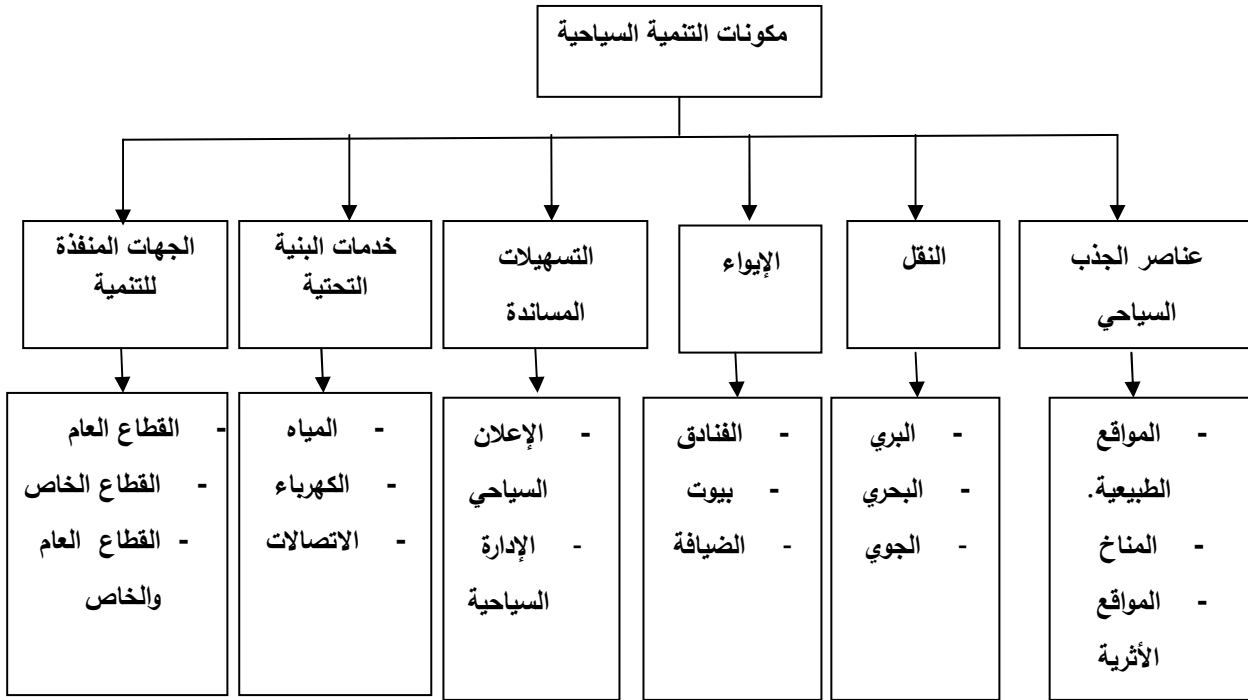 مكونات التنمية السياحية
عناصر الجذب
السياحي
النقل
الإيواء
التسهيلات
المساندة
خدمات البنية
التحتية
الجهات المنفذة
للتنمية
- المواقع
الطبيعية.
- المناخ
- المواقع
الأثرية
- البري
- البحري
- الجوي
- الفنادق
- بيوت
- الضيافة
- الإعلان
السياحي
- الإدارة
السياحية
- المياه
- الكهرباء
- الاتصالات
- القطاع العام
- القطاع الخاص
- القطاع العام
والخاص